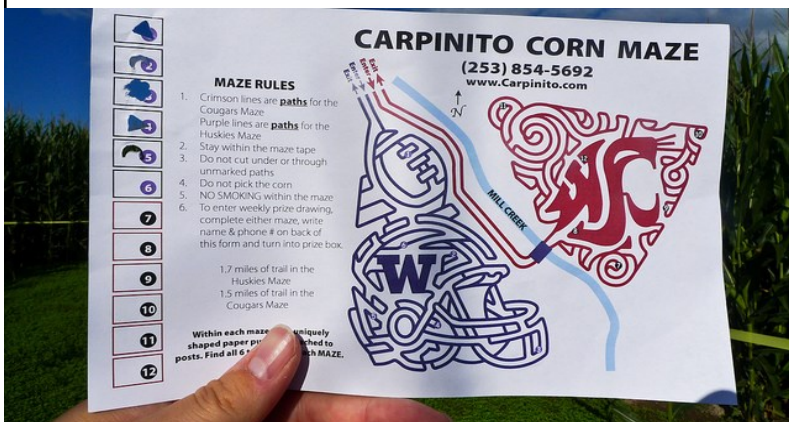 CARPINITO CORN MAZE
(253) 854-5692
www.Carpinito.com
MAZE RULES
1. Crimson lines are paths for the
Cougars Maze
Purple lines are paths for the
Huskies Maze
2. Stay within the maze tape
3. Do not cut under or through
unmarked paths
4. Do not pick the corn
5. NO SMOKING within the maze
6. To enter weekly prize drawing,
complete either maze, write
name & phone # on back of
this form and turn into prize box.
1.7 miles of trail in the
Huskies Maze
1.5 miles of trail in the
Cougars Maze
Within each maze uniquely
shaped paper attached to
posts. Find all 6 MAZE.
2
3
4
5
6
7
8
9
10
11
12
Exit
Enter
Enter
Exit
N
MILL CREEK
W
WSC